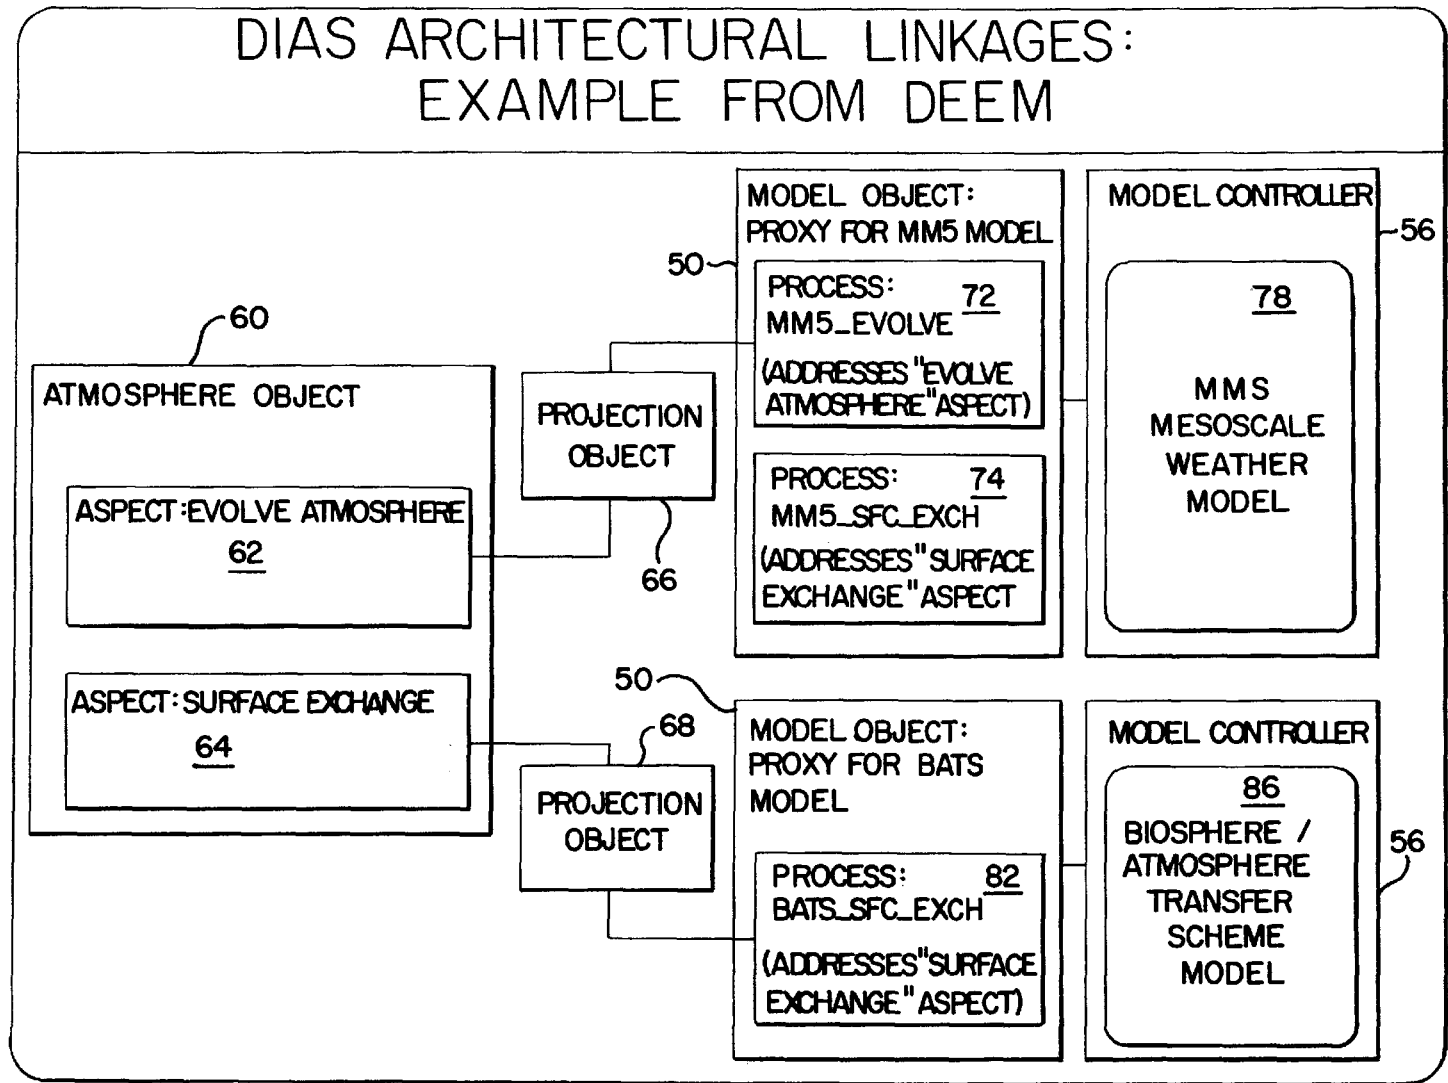 DIAS ARCHITECTURAL LINKAGES:
EXAMPLE FROM DEEM
60
ATMOSPHERE OBJECT
ASPECT:EVOLVE ATMOSPHERE
62
ASPECT:SURFACE EXCHANGE
64
PROJECTION
OBJECT
66
68
PROJECTION
OBJECT
50
MODEL OBJECT:
PROXY FOR MM5 MODEL
PROCESS: 72
MM5_EVOLVE
(ADDRESSES "EVOLVE
ATMOSPHERE" ASPECT)
PROCESS: 74
MM5_SFC_EXCH
(ADDRESSES "SURFACE
EXCHANGE" ASPECT
MODEL CONTROLLER
56
78
MMS
MESOSCALE
WEATHER
MODEL
50
MODEL OBJECT:
PROXY FOR BATS
MODEL
PROCESS: 82
BATS_SFC_EXCH
(ADDRESSES "SURFACE
EXCHANGE" ASPECT)
MODEL CONTROLLER
56
86
BIOSPHERE /
ATMOSPHERE
TRANSFER
SCHEME
MODEL